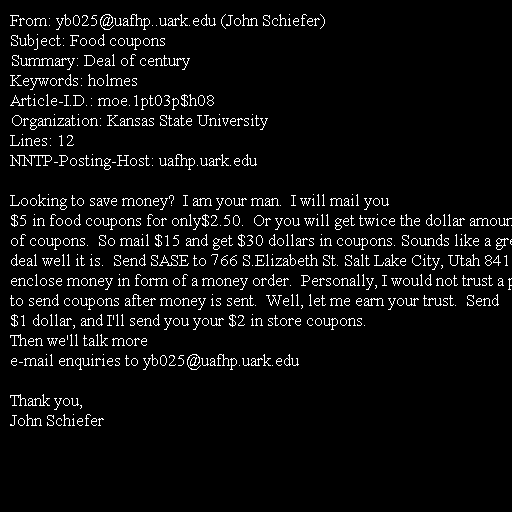 From: yb025@uafhp..uark.edu (John Schiefer)
Subject: Food coupons
Summary: Deal of century
Keywords: holmes
Article-I.D.: moe.1pt03p$h08
Organization: Kansas State University
Lines: 12
NNTP-Posting-Host: uafhp.uark.edu

Looking to save money?  I am your man.  I will mail you
$5 in food coupons for only$2.50.  Or you will get twice the dollar
of coupons.  So mail $15 and get $30 dollars in coupons. Sounds like a
deal well it is.  Send SASE to 766 S.Elizabeth St. Salt Lake City, Utah 841
enclose money in form of a money order.  Personally, I would not trust a
to send coupons after money is sent.  Well, let me earn your trust.  Send
$1 dollar, and I'll send you your $2 in store coupons.
Then we'll talk more
e-mail enquiries to yb025@uafhp.uark.edu

Thank you,
John Schiefer